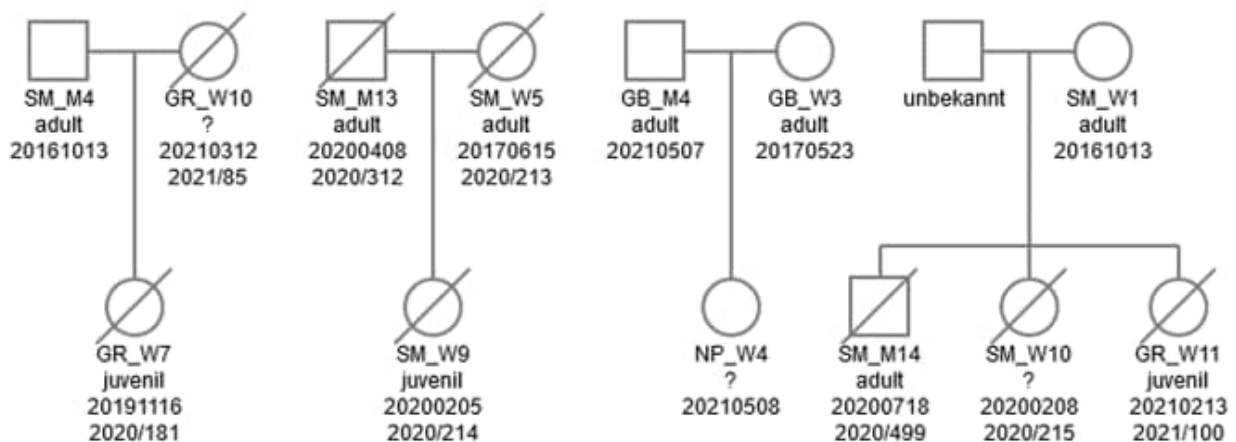 SM_M4
adult
20161013
GR_W10
?
20210312
2021/85
SM_M13
adult
20200408
2020/312
SM_W5
adult
20170615
2020/213
GB_M4
adult
20210507
GB_W3
adult
20170523
unbekannt
SM_W1
adult
20161013
GR_W7
juvenil
20191116
2020/181
SM_W9
juvenil
20200205
2020/214
NP_W4
?
20210508
SM_M14
adult
20200718
2020/499
SM_W10
?
20200208
2020/215
GR_W11
juvenil
20210213
2021/100